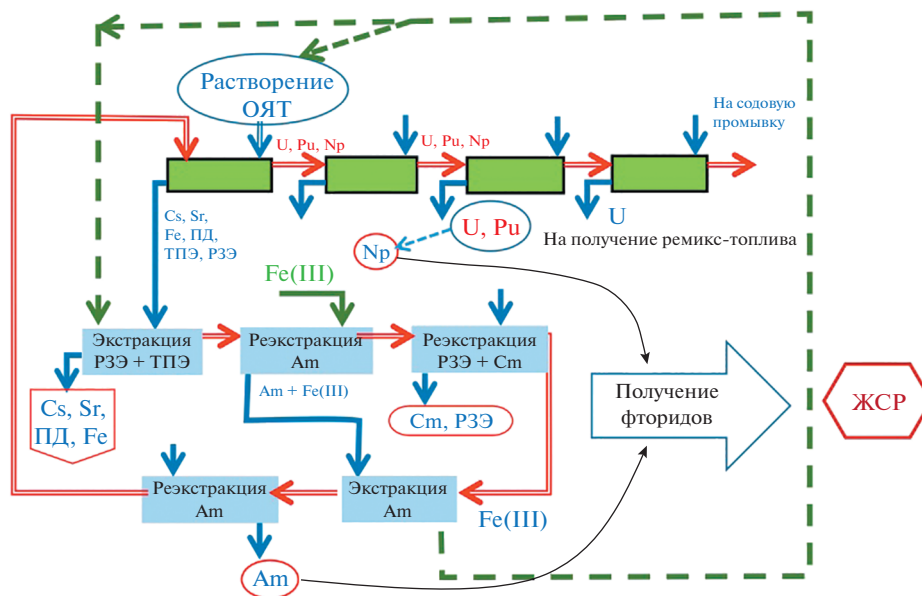 Растворение
ОЯТ
На содовую
промывку
U, Pu, Np
U, Pu, Np
Cs, Sr,
Fe, ПД,
ТПЭ, РЗЭ
U, Pu
U
На получение ремикс-топлива
Np
Fe(III)
Экстракция
РЗЭ + ТПЭ
Реэкстракция
Am
Реэкстракция
РЗЭ + Cm
Am + Fe(III)
Cs, Sr,
ПД, Fe
Cm, РЗЭ
Получение
фторидов
ЖСР
Реэкстракция
Am
Экстракция
Am
Fe(III)
Am